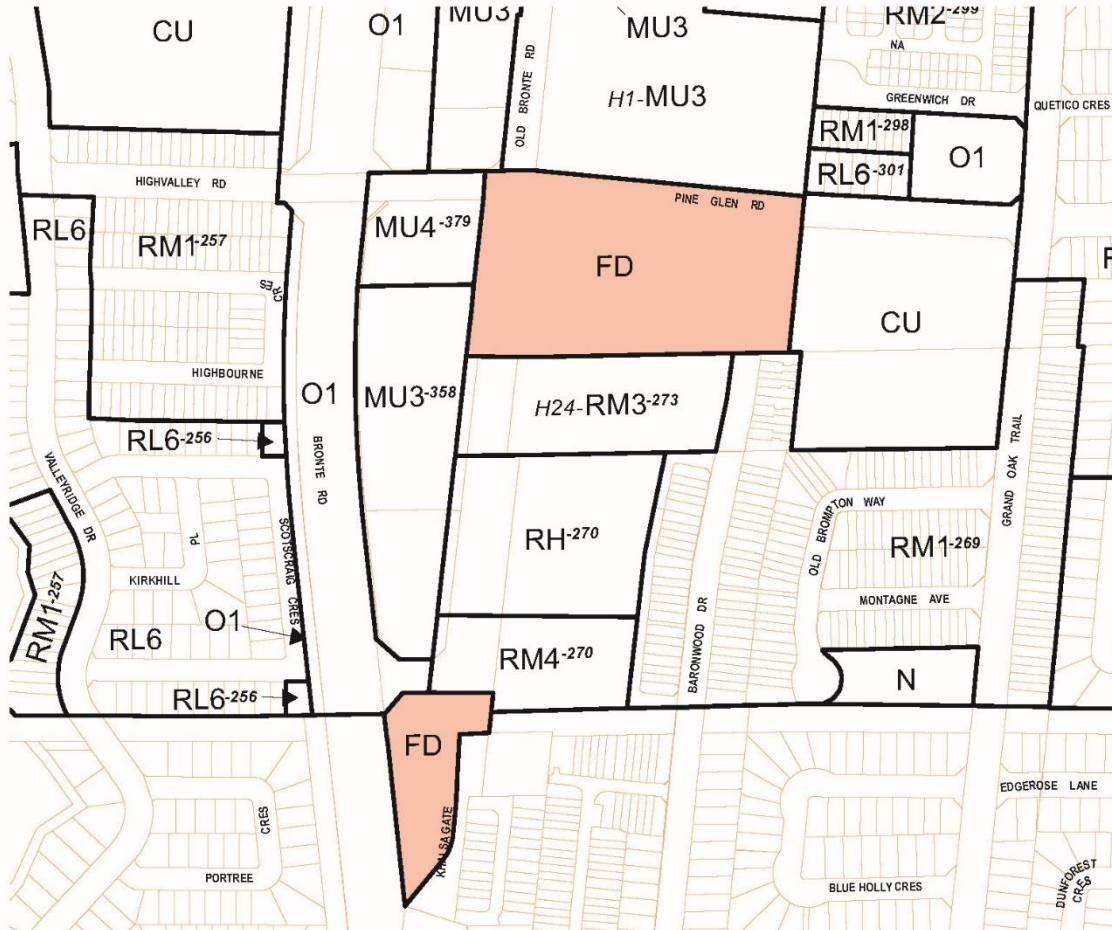 MU3
RM2-299
CU
O1
MU3
NA
OLD BRONTE RD
H1-MU3
GREENWICH DR
QUETICO CRES
RM1-298
O1
RL6-301
HIGHVALLEY RD
PINE GLEN RD
RL6
RM1-257
MU4-379
FD
CRES
CU
HIGHBOURNE
O1
MU3-358
H24-RM3-273
RL6-256
BRONTE RD
GRAND OAK TRAIL
VALLEYRIDGE DR
OLD BROMPTON WAY
PL
SCOTSCRAIG CRES
RH-270
RM1-269
KIRKHILL
MONTAGNE AVE
RM1-257
O1
RL6
BARONWOOD DR
RM4-270
RL6-256
N
FD
EDGEROSE LANE
CRES
KHALSA GATE
PORTREE
BLUE HOLLY CRES
DUNFOREST
CRES